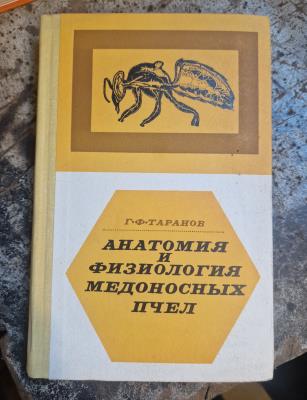 Г·Ф·ТАРАНОВ
АНАТОМИЯ
И
ФИЗИОЛОГИЯ
МЕДОНОСНЫХ
ПЧЕЛ